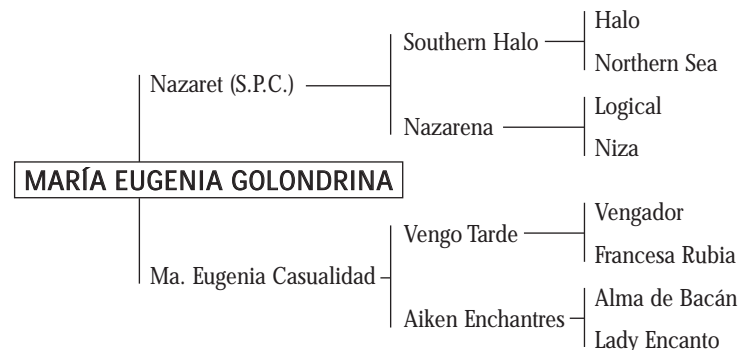 Halo
Southern Halo
Northern Sea
Nazaret (S.P.C.)
Logical
Nazarena
Niza
MARÍA EUGENIA GOLONDRINA
Vengador
Vengo Tarde
Francesa Rubia
Ma. Eugenia Casualidad
Alma de Bacán
Aiken Enchantres
Lady Encanto